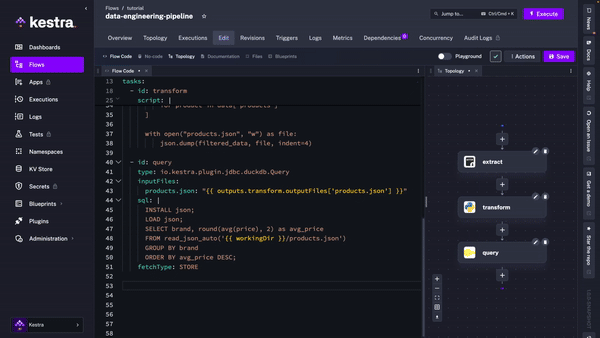 kestra
Dashboards
Flows
Apps
Executions
Logs
Tests
Namespaces
KV Store
Secrets
Blueprints
Plugins
Administration
Kestra
Flows / tutorial
data-engineering-pipeline
Jump to...
Ctrl/Cmd + K
Execute
Overview Topology Executions Edit Revisions Triggers Logs Metrics Dependencies 0 Concurrency Audit Logs
Flow Code Topology Documentation Files Blueprints
Playground
Actions
Save
Flow Code
13 tasks:
18 - id: transform
25 script: |
35 ]
36
37 with open("products.json", "w") as file:
38 json.dump(filtered_data, file, indent=4)
39
40 - id: query
41 type: io.kestra.plugin.jdbc.duckdb.Query
42 inputFiles:
43 products.json: "{{ outputs.transform.outputFiles['products.json'] }}"
44 sql: |
45 INSTALL json;
46 LOAD json;
47 SELECT brand, round(avg(price), 2) as avg_price
48 FROM read_json_auto('{{ workingDir }}/products.json')
49 GROUP BY brand
50 ORDER BY avg_price DESC;
51 fetchType: STORE
52
53
54
55
56
57
58
Topology
extract
transform
query
News
Docs
Help
Open an Issue
Get a demo
Star the repo